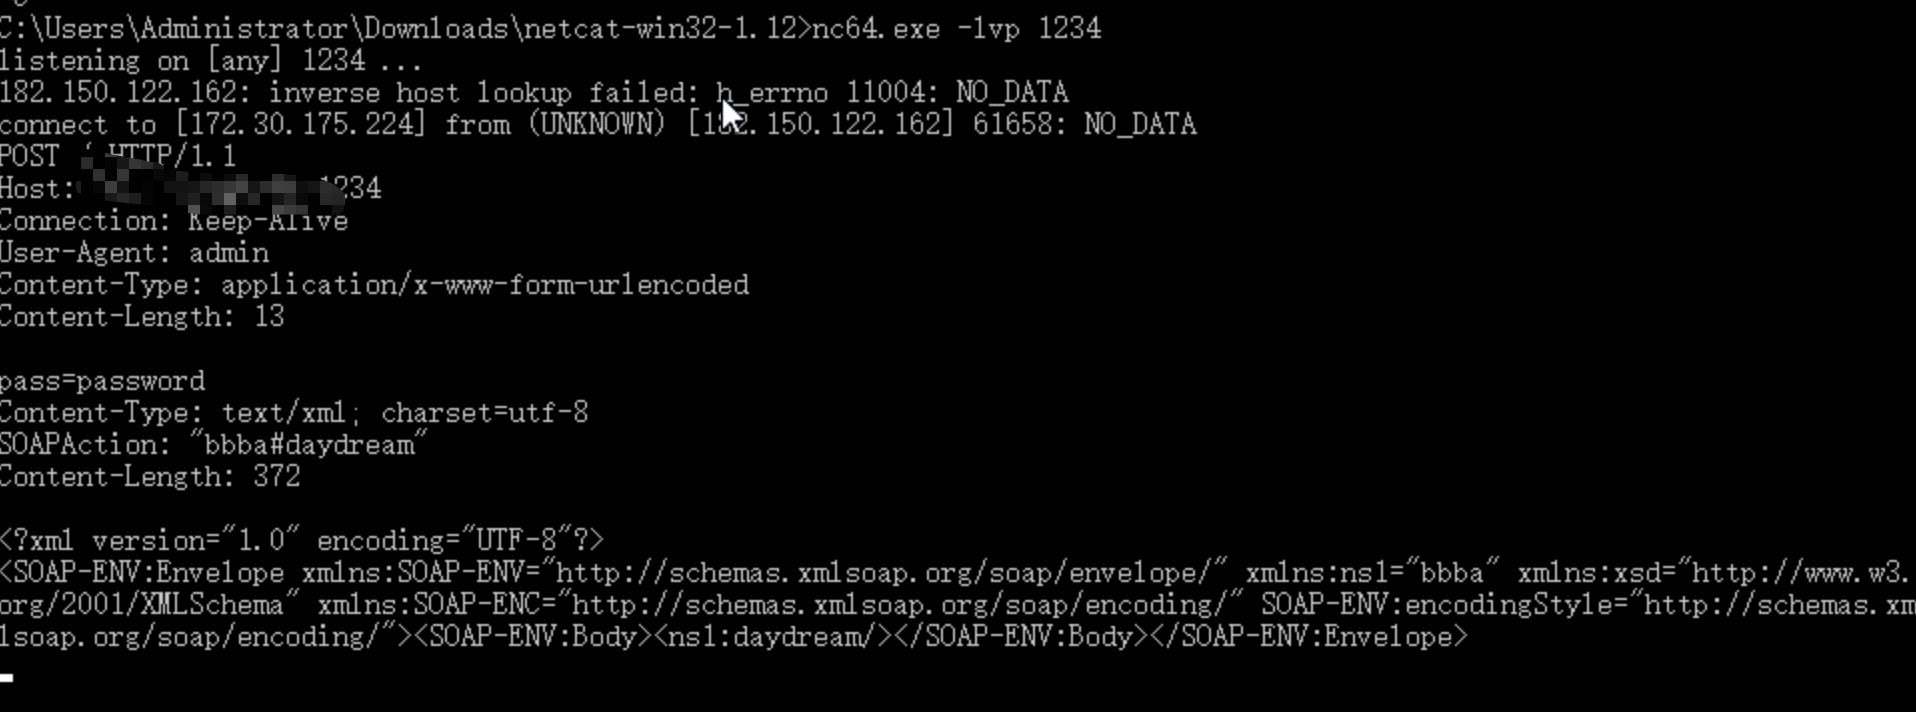 C:\Users\Administrator\Downloads\netcat-win32-1.12>nc64.exe -lvp 1234
listening on [any] 1234 ...
182.150.122.162: inverse host lookup failed: h_errno 11004: NO_DATA
connect to [172.30.175.224] from (UNKNOWN) [182.150.122.162] 61658: NO_DATA
POST HTTP/1.1
Host: 1234
Connection: Keep-Alive
User-Agent: admin
Content-Type: application/x-www-form-urlencoded
Content-Length: 13
pass=password
Content-Type: text/xml; charset=utf-8
SOAPAction: "bbba#daydream"
Content-Length: 372
<?xml version="1.0" encoding="UTF-8"?>
<SOAP-ENV:Envelope xmlns:SOAP-ENV="http://schemas.xmlsoap.org/soap/envelope/" xmlns:ns1="bbba" xmlns:xsd="http://www.w3.
org/2001/XMLSchema" xmlns:SOAP-ENC="http://schemas.xmlsoap.org/soap/encoding/" SOAP-ENV:encodingStyle="http://schemas.xm
lsoap.org/soap/encoding/"><SOAP-ENV:Body><ns1:daydream/></SOAP-ENV:Body></SOAP-ENV:Envelope>